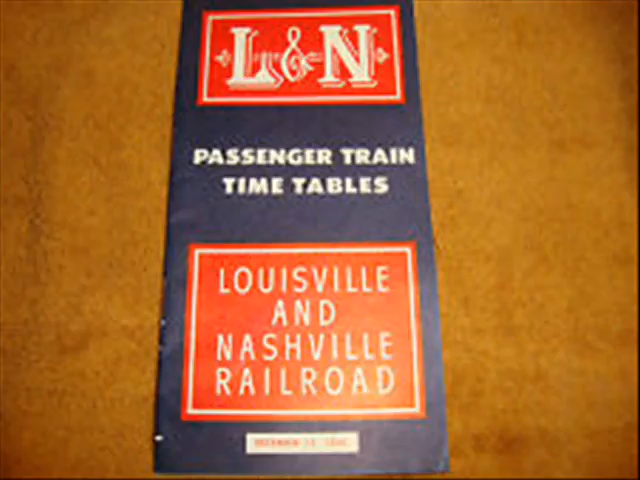 L&N
PASSENGER TRAIN
TIME TABLES
LOUISVILLE
AND
NASHVILLE
RAILROAD